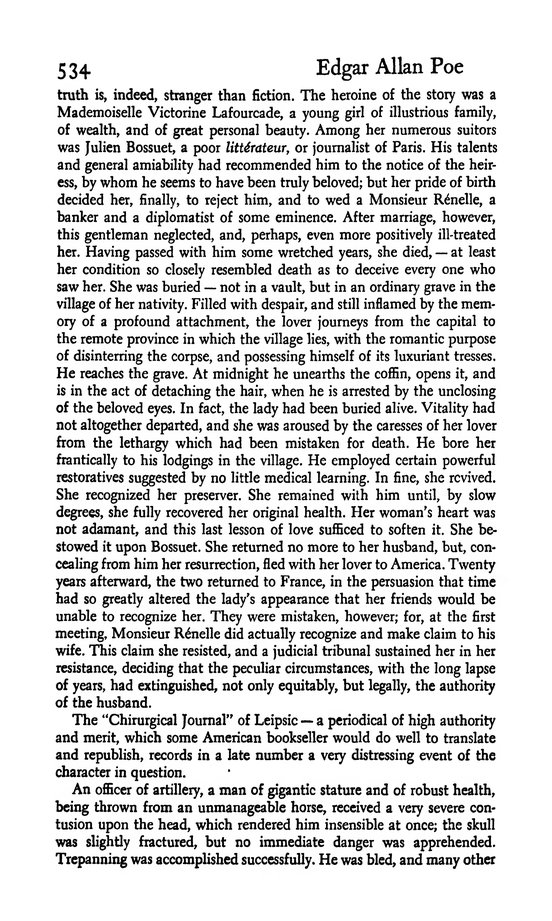 534
Edgar Allan Poe
truth is, indeed, stranger than fiction. The heroine of the story was a
Mademoiselle Victorine Lafourcade, a young girl of illustrious family,
of wealth, and of great personal beauty. Among her numerous suitors
was Julien Bossuet, a poor littérateur, or journalist of Paris. His talents
and general amiability had recommended him to the notice of the heir-
ess, by whom he seems to have been truly beloved; but her pride of birth
decided her, finally, to reject him, and to wed a Monsieur Rénelle, a
banker and a diplomatist of some eminence. After marriage, however,
this gentleman neglected, and, perhaps, even more positively ill-treated
her. Having passed with him some wretched years, she died, — at least
her condition so closely resembled death as to deceive every one who
saw her. She was buried — not in a vault, but in an ordinary grave in the
village of her nativity. Filled with despair, and still inflamed by the mem-
ory of a profound attachment, the lover journeys from the capital to
the remote province in which the village lies, with the romantic purpose
of disinterring the corpse, and possessing himself of its luxuriant tresses.
He reaches the grave. At midnight he unearths the coffin, opens it, and
is in the act of detaching the hair, when he is arrested by the unclosing
of the beloved eyes. In fact, the lady had been buried alive. Vitality had
not altogether departed, and she was aroused by the caresses of her lover
from the lethargy which had been mistaken for death. He bore her
frantically to his lodgings in the village. He employed certain powerful
restoratives suggested by no little medical learning. In fine, she revived.
She recognized her preserver. She remained with him until, by slow
degrees, she fully recovered her original health. Her woman's heart was
not adamant, and this last lesson of love sufficed to soften it. She be-
stowed it upon Bossuet. She returned no more to her husband, but, con-
cealing from him her resurrection, fled with her lover to America. Twenty
years afterward, the two returned to France, in the persuasion that time
had so greatly altered the lady's appearance that her friends would be
unable to recognize her. They were mistaken, however; for, at the first
meeting, Monsieur Rénelle did actually recognize and make claim to his
wife. This claim she resisted, and a judicial tribunal sustained her in her
resistance, deciding that the peculiar circumstances, with the long lapse
of years, had extinguished, not only equitably, but legally, the authority
of the husband.
The "Chirurgical Journal" of Leipsic — a periodical of high authority
and merit, which some American bookseller would do well to translate
and republish, records in a late number a very distressing event of the
character in question.
An officer of artillery, a man of gigantic stature and of robust health,
being thrown from an unmanageable horse, received a very severe con-
tusion upon the head, which rendered him insensible at once; the skull
was slightly fractured, but no immediate danger was apprehended.
Trepanning was accomplished successfully. He was bled, and many other